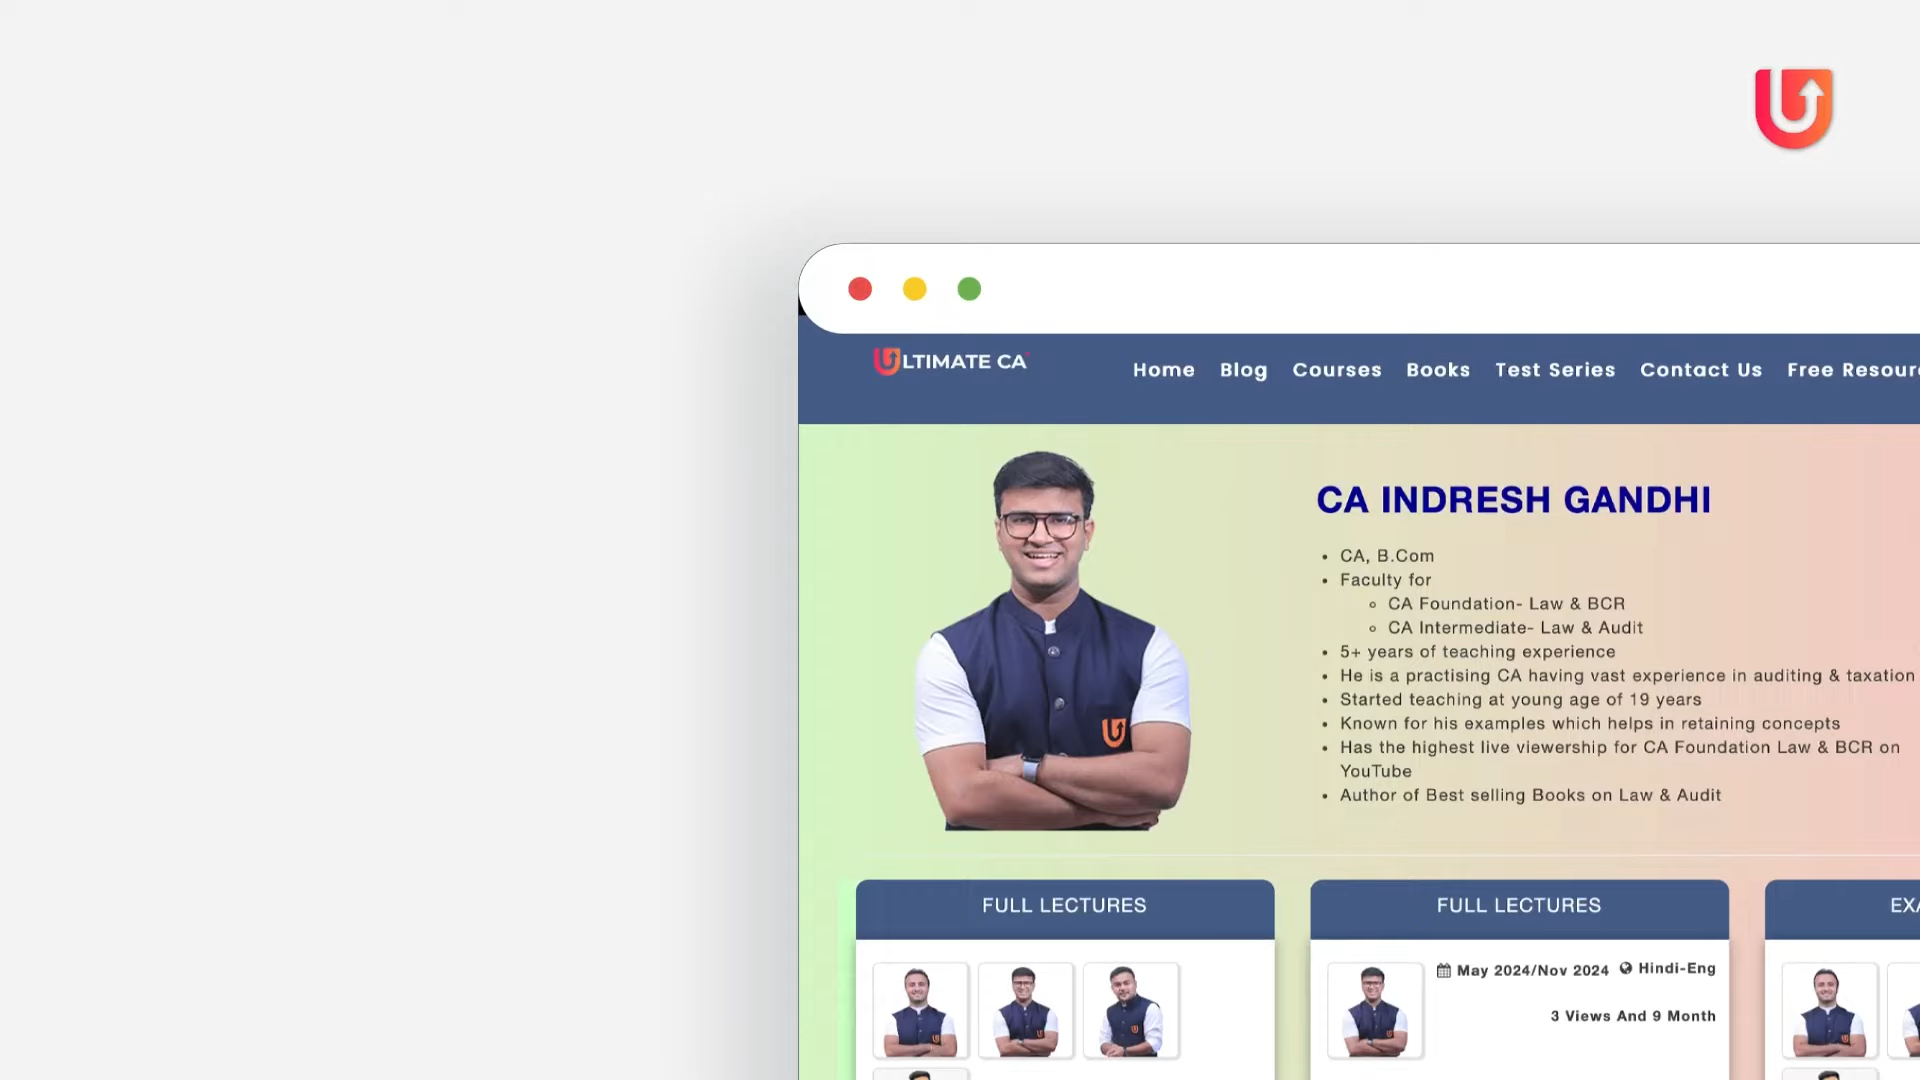 ULTIMATE CA
Home Blog Courses Books Test Series Contact Us Free Resour
CA INDRESH GANDHI
• CA, B.Com
• Faculty for
◦ CA Foundation- Law & BCR
◦ CA Intermediate- Law & Audit
• 5+ years of teaching experience
• He is a practising CA having vast experience in auditing & taxation
• Started teaching at young age of 19 years
• Known for his examples which helps in retaining concepts
• Has the highest live viewership for CA Foundation Law & BCR on
YouTube
• Author of Best selling Books on Law & Audit
FULL LECTURES
FULL LECTURES
May 2024/Nov 2024 Hindi-Eng
3 Views And 9 Month
EXA